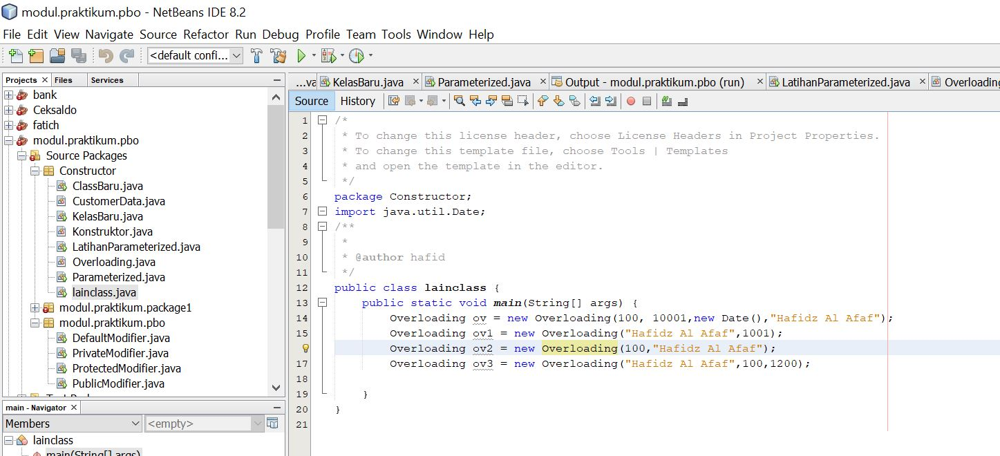 modul.praktikum.pbo - NetBeans IDE 8.2
File Edit View Navigate Source Refactor Run Debug Profile Team Tools Window Help
<default confi...
Projects Files Services
bank
Ceksaldo
fatich
modul.praktikum.pbo
Source Packages
Constructor
ClassBaru.java
CustomerData.java
KelasBaru.java
Konstruktor.java
LatihanParameterized.java
Overloading.java
Parameterized.java
lainclass.java
modul.praktikum.package1
modul.praktikum.pbo
DefaultModifier.java
PrivateModifier.java
ProtectedModifier.java
PublicModifier.java
main - Navigator
Members <empty>
lainclass
main(String[] args)
...va KelasBaru.java Parameterized.java Output - modul.praktikum.pbo (run) LatihanParameterized.java Overloading
Source History
1 /*
2 * To change this license header, choose License Headers in Project Properties.
3 * To change this template file, choose Tools | Templates
4 * and open the template in the editor.
5 */
6 package Constructor;
7 import java.util.Date;
8 /**
9 *
10 * @author hafid
11 */
12 public class lainclass {
13 public static void main(String[] args) {
14 Overloading ov = new Overloading(100, 10001,new Date(),"Hafidz Al Afaf");
15 Overloading ov1 = new Overloading("Hafidz Al Afaf",1001);
Overloading ov2 = new Overloading(100,"Hafidz Al Afaf");
17 Overloading ov3 = new Overloading("Hafidz Al Afaf",100,1200);
18
19 }
20 }
21